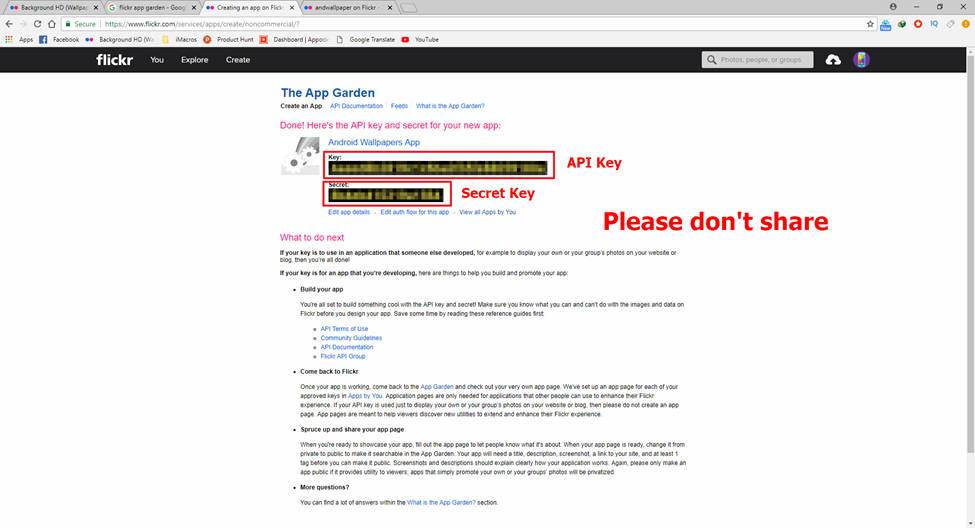 Background HD (Wallpap
flickr app garden - Goog
Creating an app on Flickr
andwallpaper on Flickr -
Secure
https://www.flickr.com/services/apps/create/noncommercial/?
Apps
Facebook
Background HD (Wal
iMacros
Product Hunt
Dashboard | Appode
Google Translate
YouTube
flickr
You
Explore
Create
Photos, people, or groups
The App Garden
Create an App
API Documentation
Feeds
What is the App Garden?
Done! Here's the API key and secret for your new app:
Android Wallpapers App
Key:
API Key
Secret:
Secret Key
Edit app details - Edit auth flow for this app - View all Apps by You
Please don't share
What to do next
If your key is to use in an application that someone else developed, for example to display your own or your group's photos on your website or
blog, then you're all done!
If your key is for an app that you're developing, here are things to help you build and promote your app:
Build your app
You're all set to build something cool with the API key and secret! Make sure you know what you can and can't do with the images and data on
Flickr before you design your app. Save some time by reading these reference guides first:
API Terms of Use
Community Guidelines
API Documentation
Flickr API Group
Come back to Flickr
Once your app is working, come back to the App Garden and check out your very own app page. We've set up an app page for each of your
approved keys in Apps by You. Application pages are only needed for applications that other people can use to enhance their Flickr
experience. If your API key is used just to display your own or your group's photos on your website or blog, then please do not create an app
page. App pages are meant to help viewers discover new utilities to extend and enhance their Flickr experience.
Spruce up and share your app page
When you're ready to showcase your app, fill out the app page to let people know what it's about. When your app page is ready, change it from
private to public to make it searchable in the App Garden. Your app will need a title, description, screenshot, a link to your site, and at least 1
tag before you can make it public. Screenshots and descriptions should explain clearly how your application works. Again, please only make an
app public if it provides utility to viewers; apps that simply promote your own or your groups' photos will be privatized.
More questions?
You can find a lot of answers within the What is the App Garden? section.